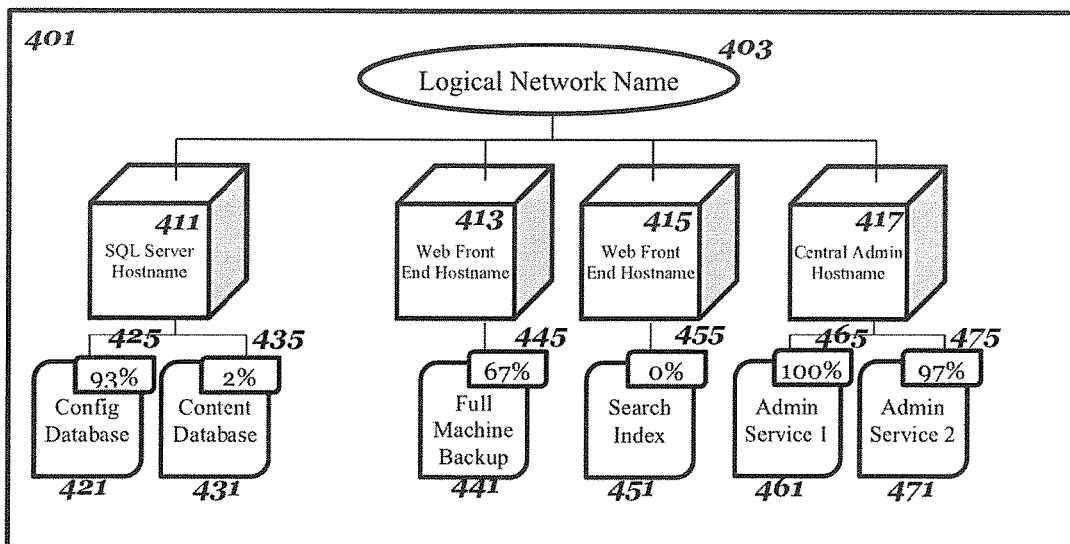 401
403
Logical Network Name
411
SQL Server
Hostname
413
Web Front
End Hostname
415
Web Front
End Hostname
417
Central Admin
Hostname
425
93%
Config
Database
421
435
2%
Content
Database
431
445
67%
Full
Machine
Backup
441
455
0%
Search
Index
451
465
100%
Admin
Service 1
461
475
97%
Admin
Service 2
471